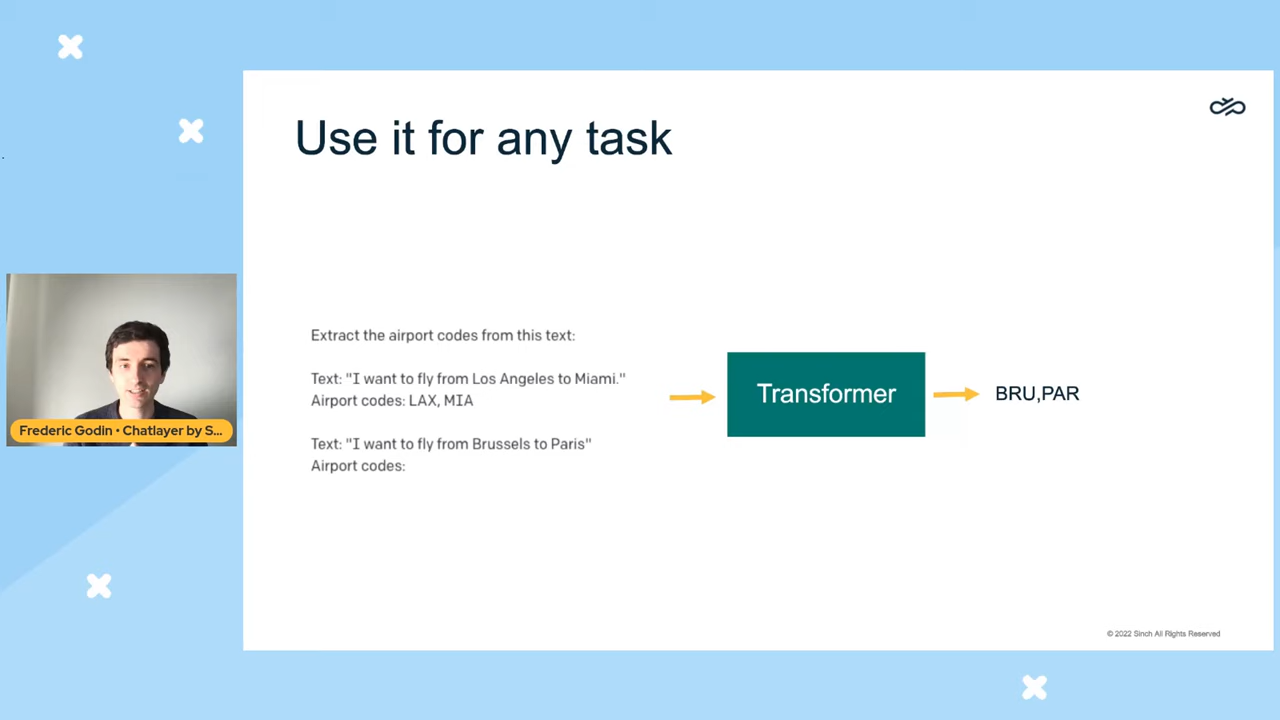 Use it for any task
Extract the airport codes from this text:
Text: "I want to fly from Los Angeles to Miami."
Airport codes: LAX, MIA
Text: "I want to fly from Brussels to Paris"
Airport codes:
Transformer
BRU,PAR
Frederic Godin • Chatlayer by S...
© 2022 Sinch All Rights Reserved